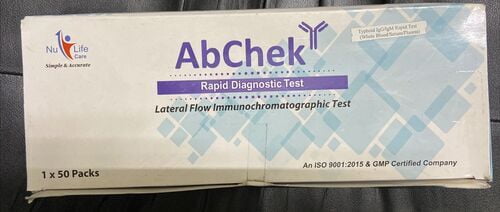 Nu Life
Care
Simple & Accurate
AbChek
Typhoid IgG/IgM Rapid Test
(Whole Blood/Serum/Plasma)
Rapid Diagnostic Test
Lateral Flow Immunochromatographic Test
An ISO 9001:2015 & GMP Certified Company
1 x 50 Packs